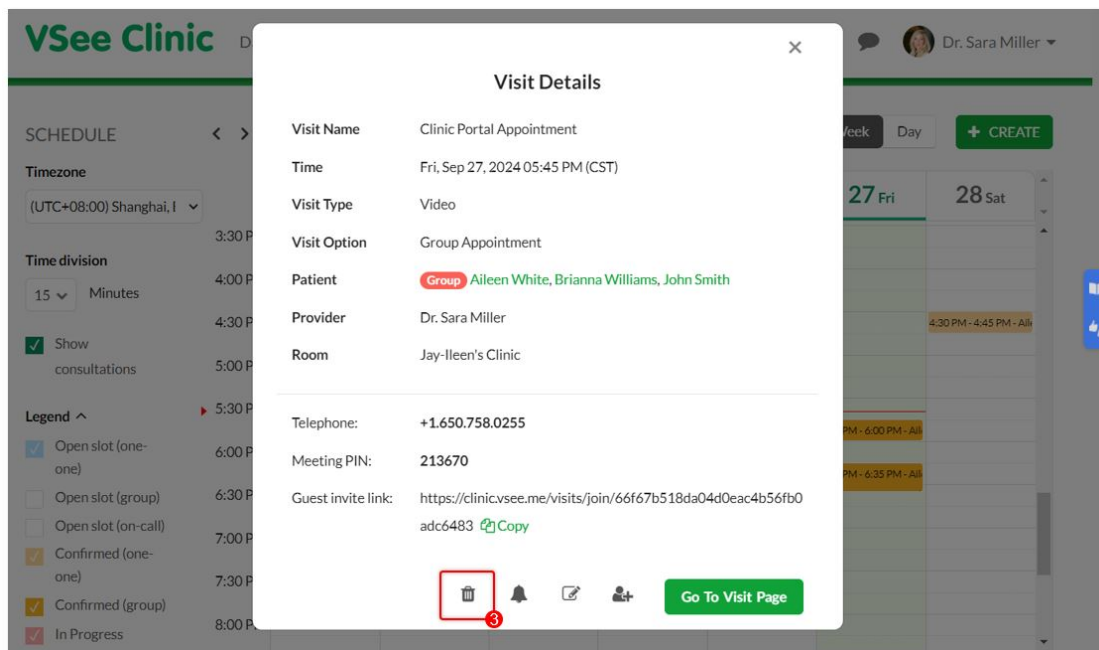 VSee Clinic
D
Dr. Sara Miller
SCHEDULE
Timezone
(UTC+08:00) Shanghai,
Time division
15
Minutes
Show
consultations
Legend
Open slot (one-
one)
Open slot (group)
Open slot (on-call)
Confirmed (one-
one)
Confirmed (group)
In Progress
3:30 P
4:00 P
4:30 P
5:00 P
5:30 P
6:00 P
6:30 P
7:00 P
7:30 P
8:00 P
Visit Details
Visit Name Clinic Portal Appointment
Time Fri, Sep 27, 2024 05:45 PM (CST)
Visit Type Video
Visit Option Group Appointment
Patient Group Aileen White, Brianna Williams, John Smith
Provider Dr. Sara Miller
Room Jay-Ileen's Clinic
Telephone: +1.650.758.0255
Meeting PIN: 213670
Guest invite link: https://clinic.vsee.me/visits/join/66f67b518da04d0eac4b56fb0
adc6483 Copy
3
Go To Visit Page
Week Day + CREATE
27 Fri 28 Sat
4:30 PM - 4:45 PM - Aile
PM - 6:00 PM - Aile
PM - 6:35 PM - Aile